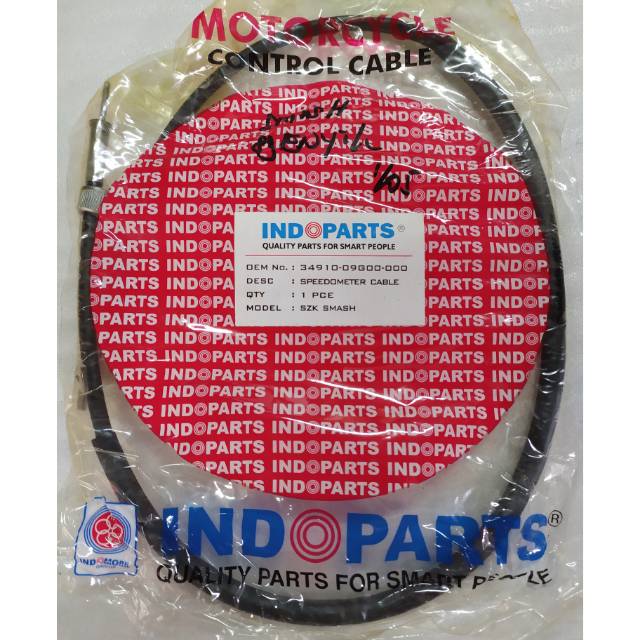 MOTORCYCLE
CONTROL CABLE
INDOPARTS®
QUALITY PARTS FOR SMART PEOPLE
OEM No. : 34910-09G00-000
DESC : SPEEDOMETER CABLE
QTY : 1 PCE
MODEL : SZK SMASH
INDOPARTS®
QUALITY PARTS FOR SMART PEOPLE
INDOMOBIL